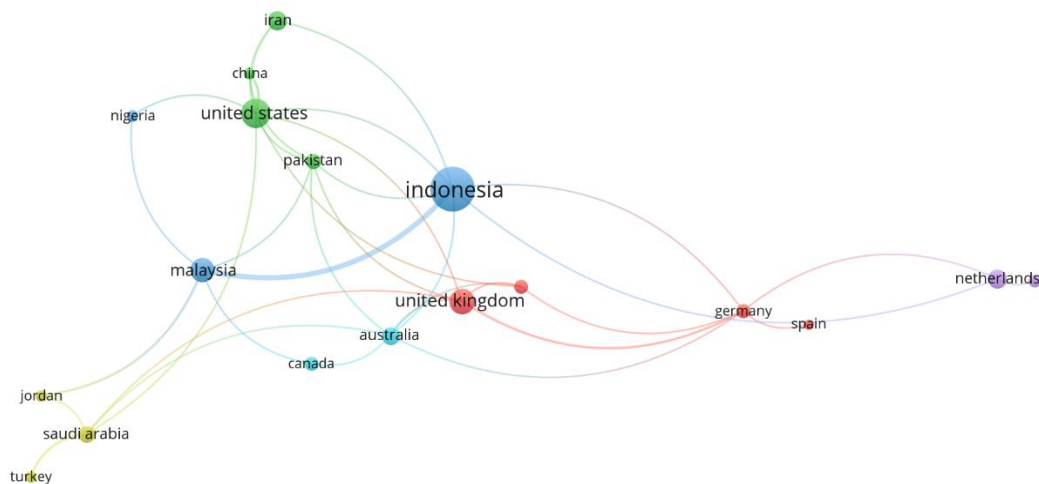 iran
china
nigeria
united states
pakistan
indonesia
malaysia
netherlands
united kingdom
germany
spain
australia
canada
jordan
saudi arabia
turkey